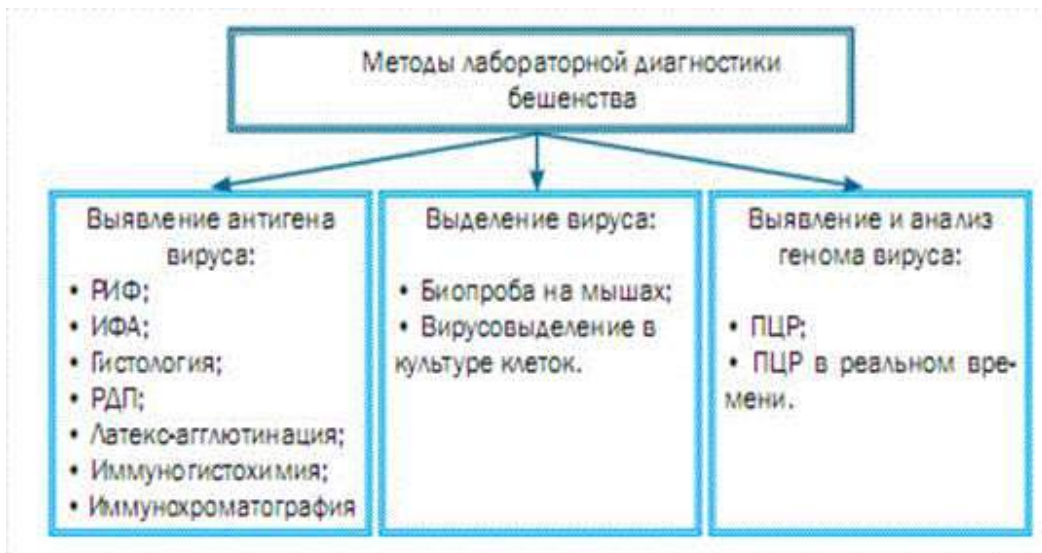 Методы лабораторной диагностики
бешенства
Выявление антигена
вируса:
• РИФ;
• ИФА;
• Гистология;
• РДП;
• Латекс-агглютинация;
• Иммуногистохимия;
• Иммунохроматография
Выделение вируса:
• Биопроба на мышах;
• Вирусовыделение в
культуре клеток.
Выявление и анализ
генома вируса:
• ПЦР;
• ПЦР в реальном вре-
мени.